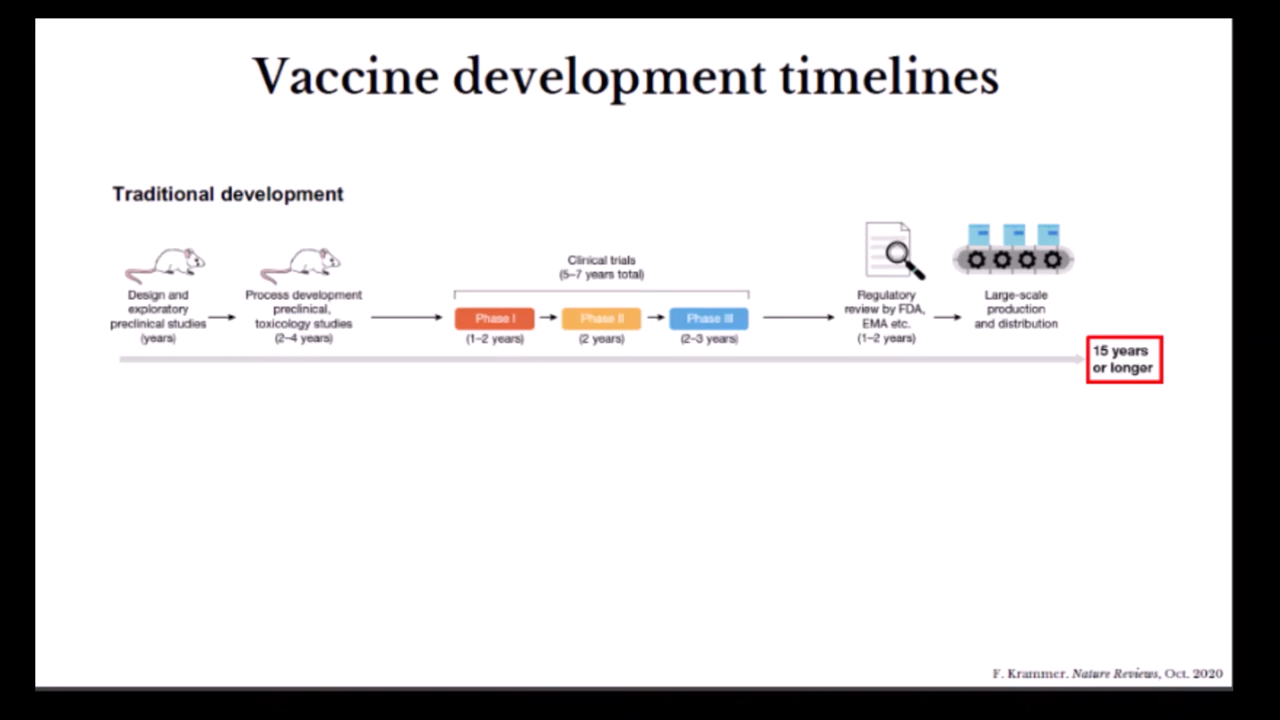 Vaccine development timelines
Traditional development
Design and
exploratory
preclinical studies
(years)
Process development
preclinical,
toxicology studies
(2–4 years)
Clinical trials
(5–7 years total)
Phase I
(1–2 years)
Phase II
(2 years)
Phase III
(2–3 years)
Regulatory
review by FDA,
EMA etc.
(1–2 years)
Large-scale
production
and distribution
15 years
or longer
F. Krammer. Nature Reviews, Oct. 2020